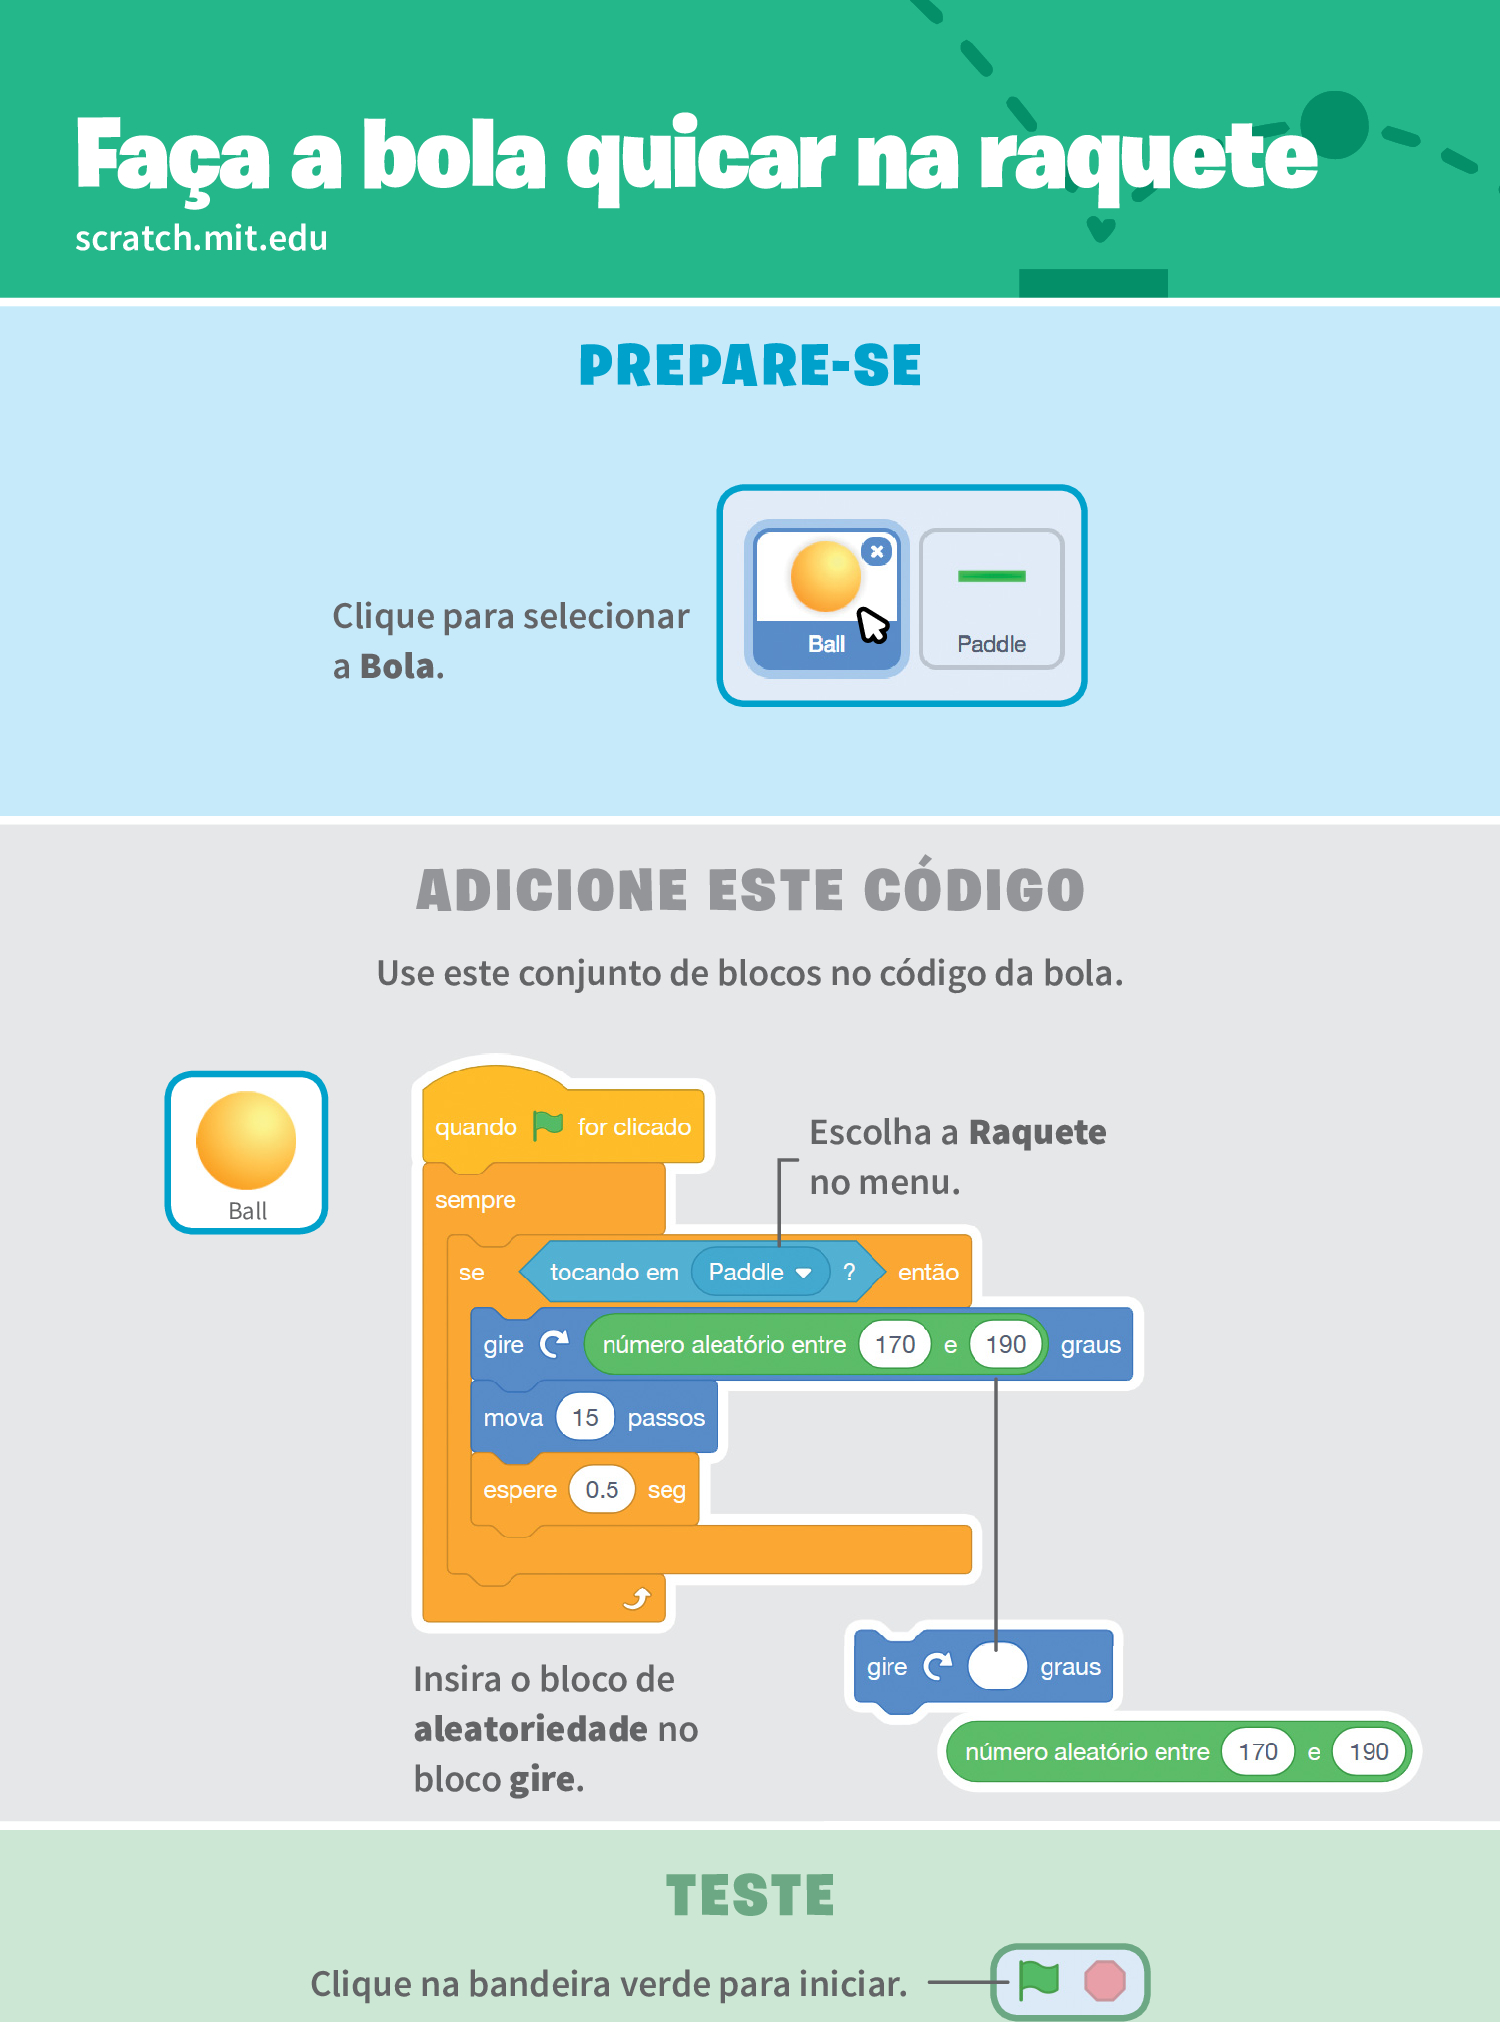 Faça a bola quicar na raquete
scratch.mit.edu
PREPARE-SE
Clique para selecionar
a Bola.
Ball
Paddle
ADICIONE ESTE CÓDIGO
Use este conjunto de blocos no código da bola.
Ball
quando for clicado
sempre
Escolha a Raquete
no menu.
se tocando em Paddle ? então
gire número aleatório entre 170 e 190 graus
mova 15 passos
espere 0.5 seg
Insira o bloco de
aleatoriedade no
bloco gire.
gire graus
número aleatório entre 170 e 190
TESTE
Clique na bandeira verde para iniciar.